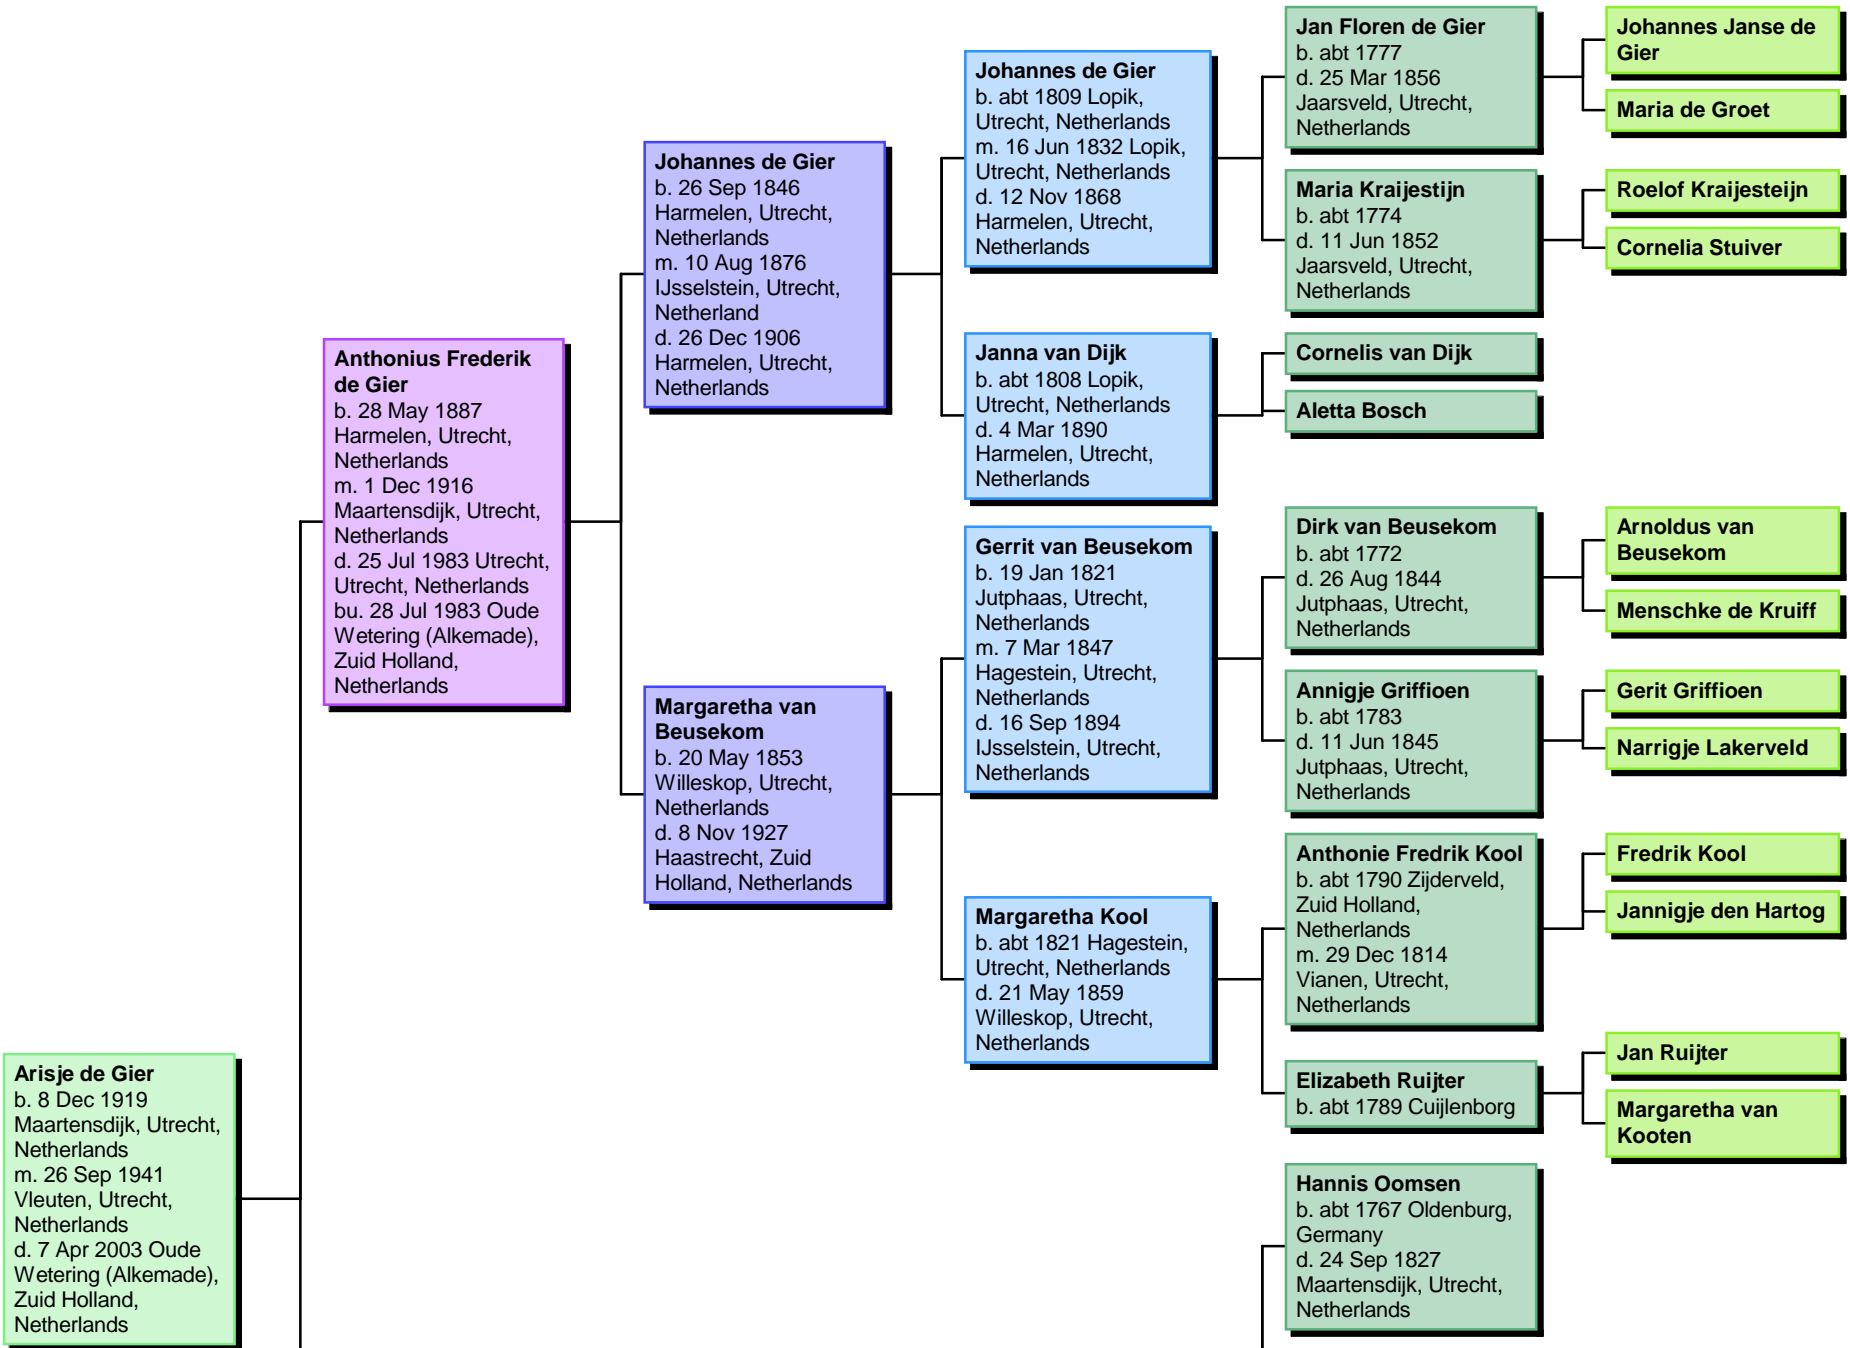 Arisje de Gier
b. 8 Dec 1919
Maartensdijk, Utrecht,
Netherlands
m. 26 Sep 1941
Vleuten, Utrecht,
Netherlands
d. 7 Apr 2003 Oude
Wetering (Alkemade),
Zuid Holland,
Netherlands
Anthonius Frederik
de Gier
b. 28 May 1887
Harmelen, Utrecht,
Netherlands
m. 1 Dec 1916
Maartensdijk, Utrecht,
Netherlands
d. 25 Jul 1983 Utrecht,
Utrecht, Netherlands
bu. 28 Jul 1983 Oude
Wetering (Alkemade),
Zuid Holland,
Netherlands
Johannes de Gier
b. 26 Sep 1846
Harmelen, Utrecht,
Netherlands
m. 10 Aug 1876
IJsselstein, Utrecht,
Netherland
d. 26 Dec 1906
Harmelen, Utrecht,
Netherlands
Margaretha van
Beusekom
b. 20 May 1853
Willeskop, Utrecht,
Netherlands
d. 8 Nov 1927
Haastrecht, Zuid
Holland, Netherlands
Johannes de Gier
b. abt 1809 Lopik,
Utrecht, Netherlands
m. 16 Jun 1832 Lopik,
Utrecht, Netherlands
d. 12 Nov 1868
Harmelen, Utrecht,
Netherlands
Janna van Dijk
b. abt 1808 Lopik,
Utrecht, Netherlands
d. 4 Mar 1890
Harmelen, Utrecht,
Netherlands
Gerrit van Beusekom
b. 19 Jan 1821
Jutphaas, Utrecht,
Netherlands
m. 7 Mar 1847
Hagestein, Utrecht,
Netherlands
d. 16 Sep 1894
IJsselstein, Utrecht,
Netherlands
Margaretha Kool
b. abt 1821 Hagestein,
Utrecht, Netherlands
d. 21 May 1859
Willeskop, Utrecht,
Netherlands
Jan Floren de Gier
b. abt 1777
d. 25 Mar 1856
Jaarsveld, Utrecht,
Netherlands
Maria Kraijestijn
b. abt 1774
d. 11 Jun 1852
Jaarsveld, Utrecht,
Netherlands
Cornelis van Dijk
Aletta Bosch
Dirk van Beusekom
b. abt 1772
d. 26 Aug 1844
Jutphaas, Utrecht,
Netherlands
Annigje Griffioen
b. abt 1783
d. 11 Jun 1845
Jutphaas, Utrecht,
Netherlands
Anthonie Fredrik Kool
b. abt 1790 Zijderveld,
Zuid Holland,
Netherlands
m. 29 Dec 1814
Vianen, Utrecht,
Netherlands
Elizabeth Ruijter
b. abt 1789 Cuijlenborg
Hannis Oomsen
b. abt 1767 Oldenburg,
Germany
d. 24 Sep 1827
Maartensdijk, Utrecht,
Netherlands
Johannes Janse de
Gier
Maria de Groet
Roelof Kraijesteijn
Cornelia Stuiver
Arnoldus van
Beusekom
Menschke de Kruiff
Gerit Griffioen
Narrigje Lakerveld
Fredrik Kool
Jannigje den Hartog
Jan Ruijter
Margaretha van
Kooten